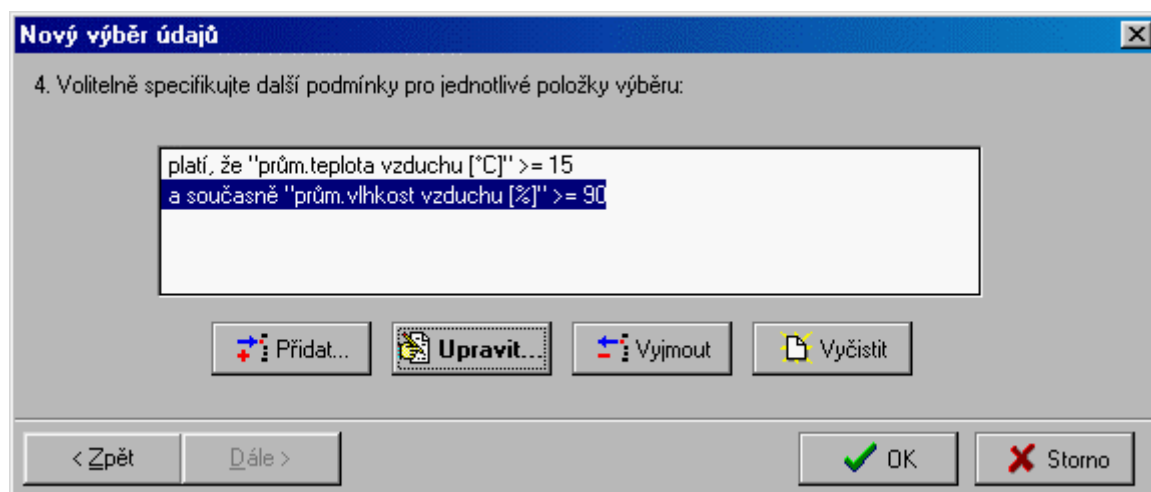 Nový výběr údajů
4. Volitelně specifikujte další podmínky pro jednotlivé položky výběru:
platí, že "prům.teplota vzduchu [°C]" >= 15
a současně "prům.vlhkost vzduchu [%]" >= 90
Přidat... Upravit... Vyjmout Vyčistit
< Zpět Dále > OK Storno